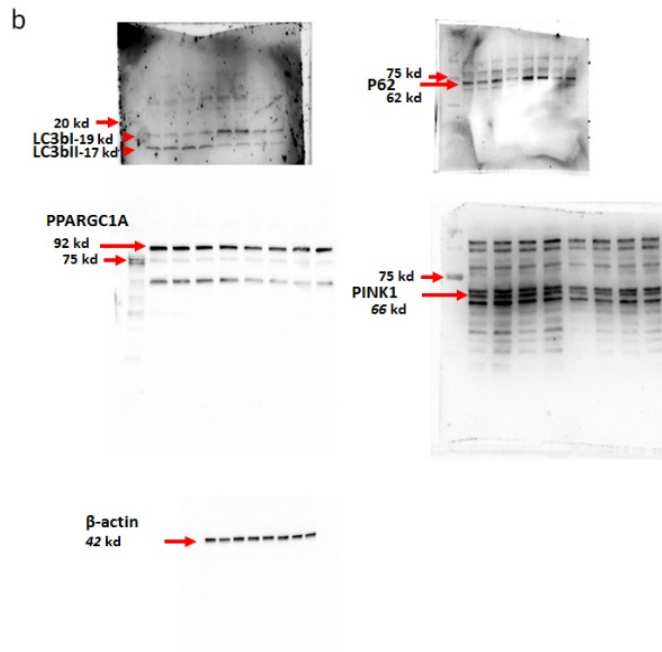 b
20 kd
LC3bI-19 kd
LC3bII-17 kd
75 kd
P62
62 kd
PPARGC1A
92 kd
75 kd
75 kd
PINK1
66 kd
β-actin
42 kd